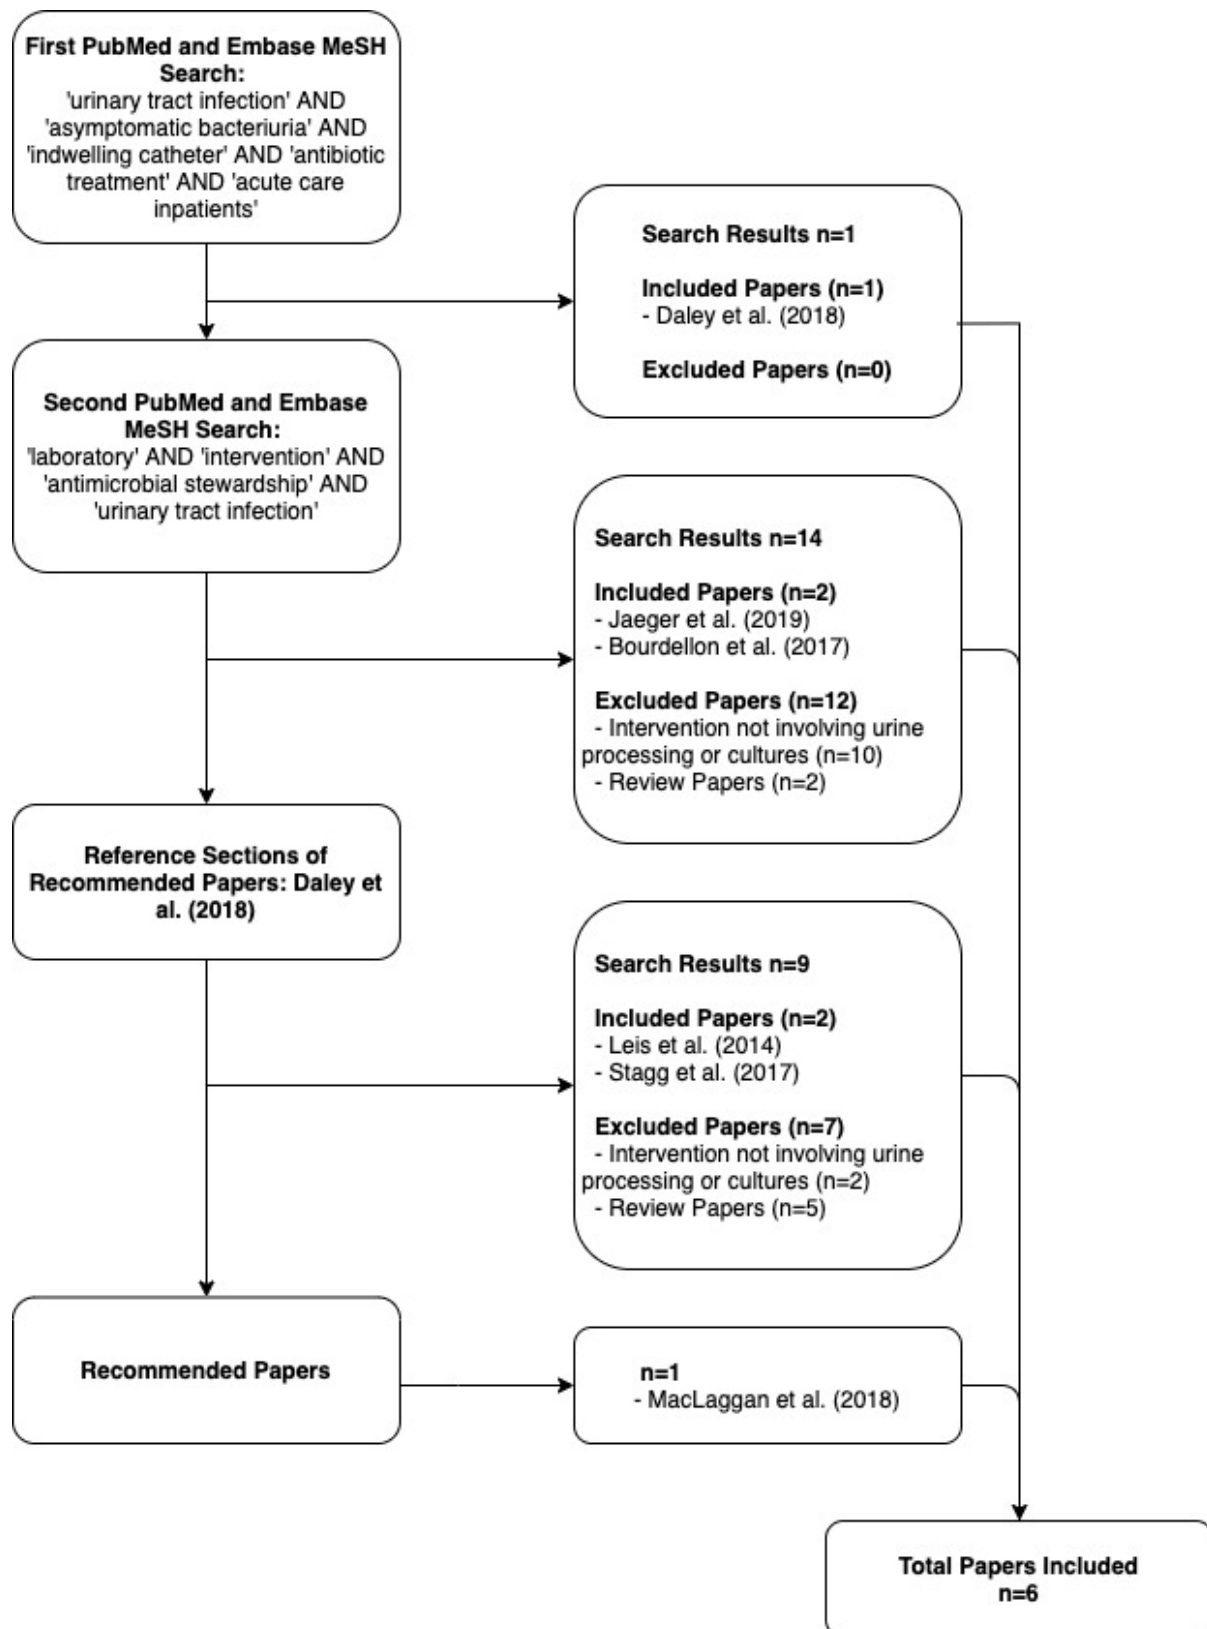 First PubMed and Embase MeSH
Search:
'urinary tract infection' AND
'asymptomatic bacteriuria' AND
'indwelling catheter' AND 'antibiotic
treatment' AND 'acute care
inpatients'
Search Results n=1
Included Papers (n=1)
- Daley et al. (2018)
Excluded Papers (n=0)
Second PubMed and Embase
MeSH Search:
'laboratory' AND 'intervention' AND
'antimicrobial stewardship' AND
'urinary tract infection'
Search Results n=14
Included Papers (n=2)
- Jaeger et al. (2019)
- Bourdellon et al. (2017)
Excluded Papers (n=12)
- Intervention not involving urine
processing or cultures (n=10)
- Review Papers (n=2)
Reference Sections of
Recommended Papers: Daley et
al. (2018)
Search Results n=9
Included Papers (n=2)
- Leis et al. (2014)
- Stagg et al. (2017)
Excluded Papers (n=7)
- Intervention not involving urine
processing or cultures (n=2)
- Review Papers (n=5)
Recommended Papers
n=1
- MacLaggan et al. (2018)
Total Papers Included
n=6